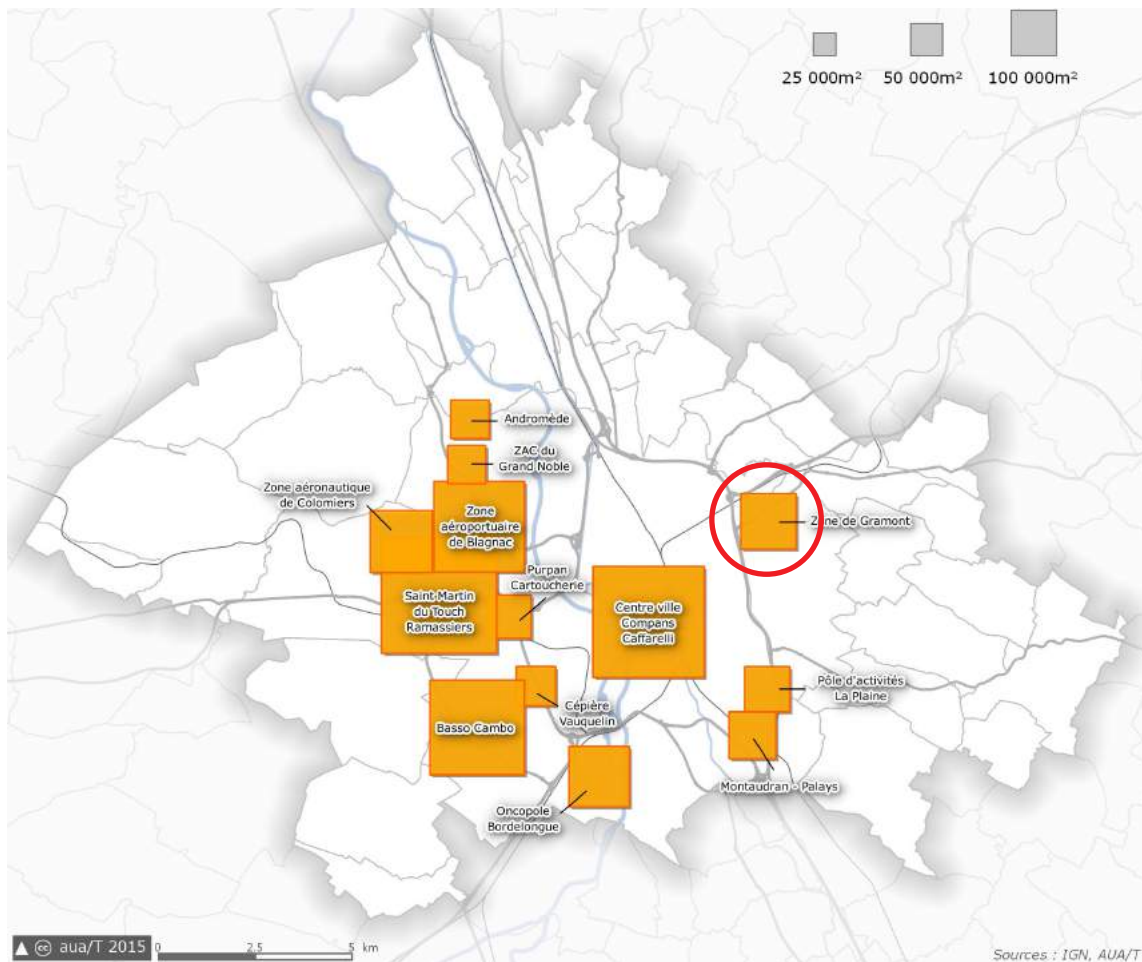 25 000m²
50 000m²
100 000m²
Andromède
ZAC du
Grand Noble
Zone aéronautique
de Colomiers
Zone
aéroportuaire
de Blagnac
Zone de Gramont
Purpan
Cartoucherie
Saint-Martin
du Touch
Ramassiers
Centre ville
Compans
Caffarelli
Pôle d'activités
La Plaine
Cépière
Vauquelin
Basso Cambo
Montaudran - Palays
Oncopole
Bordelongue
cc aua/T 2015
0 2.5 5 km
Sources : IGN, AUA/T